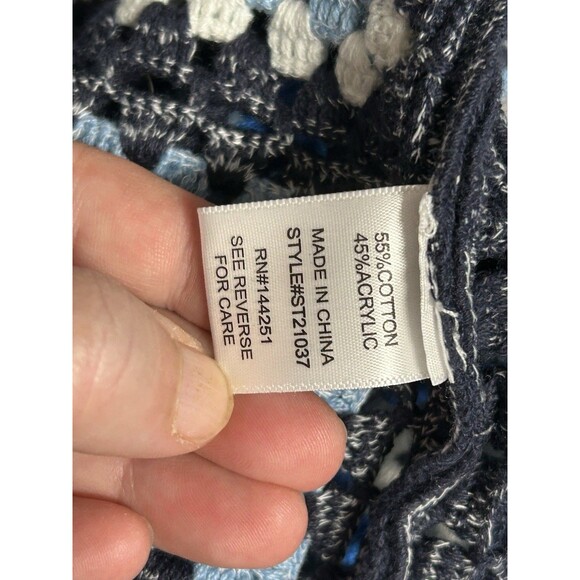 55%COTTON
45%ACRYLIC
MADE IN CHINA
STYLE#ST21037
RN#144251
SEE REVERSE
FOR CARE